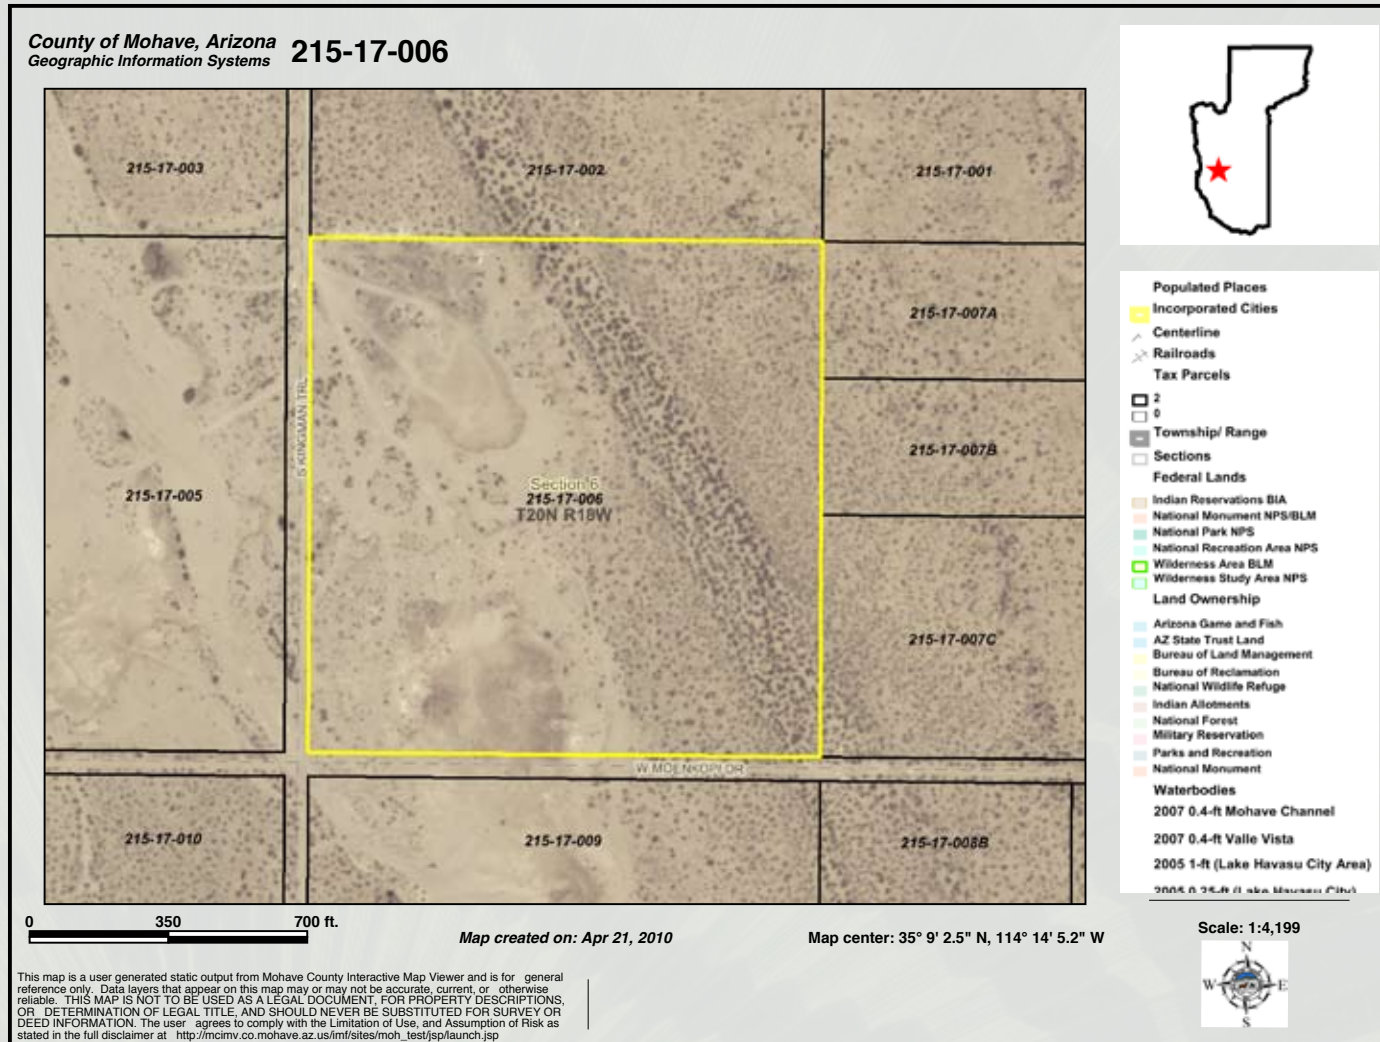 County of Mohave, Arizona
Geographic Information Systems
215-17-006
215-17-003
215-17-002
215-17-001
215-17-007A
215-17-007B
215-17-005
S KINGMAN TRL
Section 6
215-17-006
T20N R18W
215-17-007C
W MOENKOPI DR
215-17-010
215-17-009
215-17-008B
0 350 700 ft.
Map created on: Apr 21, 2010
Map center: 35° 9' 2.5" N, 114° 14' 5.2" W
This map is a user generated static output from Mohave County Interactive Map Viewer and is for general
reference only. Data layers that appear on this map may or may not be accurate, current, or otherwise
reliable. THIS MAP IS NOT TO BE USED AS A LEGAL DOCUMENT, FOR PROPERTY DESCRIPTIONS,
OR DETERMINATION OF LEGAL TITLE, AND SHOULD NEVER BE SUBSTITUTED FOR SURVEY OR
DEED INFORMATION. The user agrees to comply with the Limitation of Use, and Assumption of Risk as
stated in the full disclaimer at http://mcimv.co.mohave.az.us/imf/sites/moh_test/jsp/launch.jsp
Populated Places
Incorporated Cities
Centerline
Railroads
Tax Parcels
2
0
Township/ Range
Sections
Federal Lands
Indian Reservations BIA
National Monument NPS/BLM
National Park NPS
National Recreation Area NPS
Wilderness Area BLM
Wilderness Study Area NPS
Land Ownership
Arizona Game and Fish
AZ State Trust Land
Bureau of Land Management
Bureau of Reclamation
National Wildlife Refuge
Indian Allotments
National Forest
Military Reservation
Parks and Recreation
National Monument
Waterbodies
2007 0.4-ft Mohave Channel
2007 0.4-ft Valle Vista
2005 1-ft (Lake Havasu City Area)
2005 0.25-ft (Lake Havasu City)
Scale: 1:4,199
N
W E
S